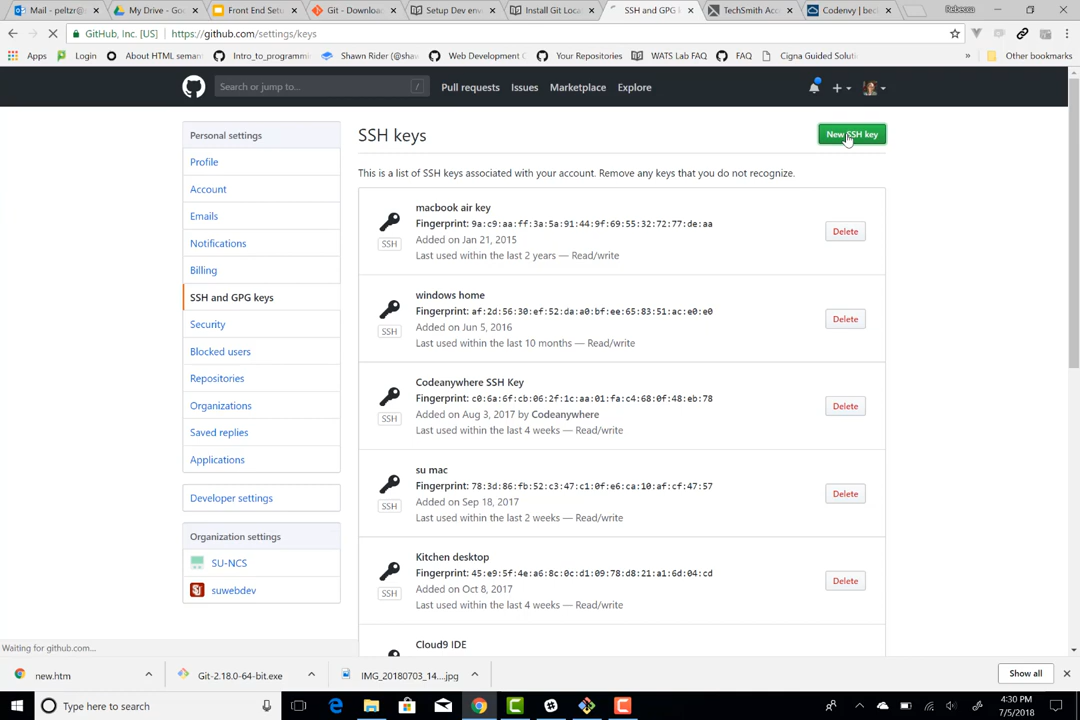 Mail - peltzr@
My Drive - Goo
Front End Setu
Git - Downloa
Setup Dev env
Install Git Loca
SSH and GPG k
TechSmith Acc
Codenvy | bec
Rebecca
GitHub, Inc. [US] https://github.com/settings/keys
Apps
Login
About HTML seman
Intro_to_programmi
Shawn Rider (@sha
Web Development
Your Repositories
WATS Lab FAQ
FAQ
Cigna Guided Soluti
»
Other bookmarks
Search or jump to...
/
Pull requests
Issues
Marketplace
Explore
Personal settings
Profile
Account
Emails
Notifications
Billing
SSH and GPG keys
Security
Blocked users
Repositories
Organizations
Saved replies
Applications
Developer settings
Organization settings
SU-NCS
suwebdev
SSH keys
New SSH key
This is a list of SSH keys associated with your account. Remove any keys that you do not recognize.
SSH
macbook air key
Fingerprint: 9a:c9:aa:ff:3a:5a:91:44:9f:69:55:32:72:77:de:aa
Added on Jan 21, 2015
Last used within the last 2 years — Read/write
Delete
SSH
windows home
Fingerprint: af:2d:56:30:ef:52:da:a0:bf:ee:65:83:51:ac:e0:e0
Added on Jun 5, 2016
Last used within the last 10 months — Read/write
Delete
SSH
Codeanywhere SSH Key
Fingerprint: c0:6a:6f:cb:06:2f:1c:aa:01:fa:c4:68:0f:48:eb:78
Added on Aug 3, 2017 by Codeanywhere
Last used within the last 4 weeks — Read/write
Delete
SSH
su mac
Fingerprint: 78:3d:86:fb:52:c3:47:c1:0f:e6:ca:10:af:cf:47:57
Added on Sep 18, 2017
Last used within the last 2 weeks — Read/write
Delete
SSH
Kitchen desktop
Fingerprint: 45:e9:5f:4e:a6:8c:0c:d1:09:78:d8:21:a1:6d:04:cd
Added on Oct 8, 2017
Last used within the last 4 weeks — Read/write
Delete
Cloud9 IDE
Waiting for github.com...
new.htm
Git-2.18.0-64-bit.exe
IMG_20180703_14....jpg
Show all
Type here to search
4:30 PM
7/5/2018